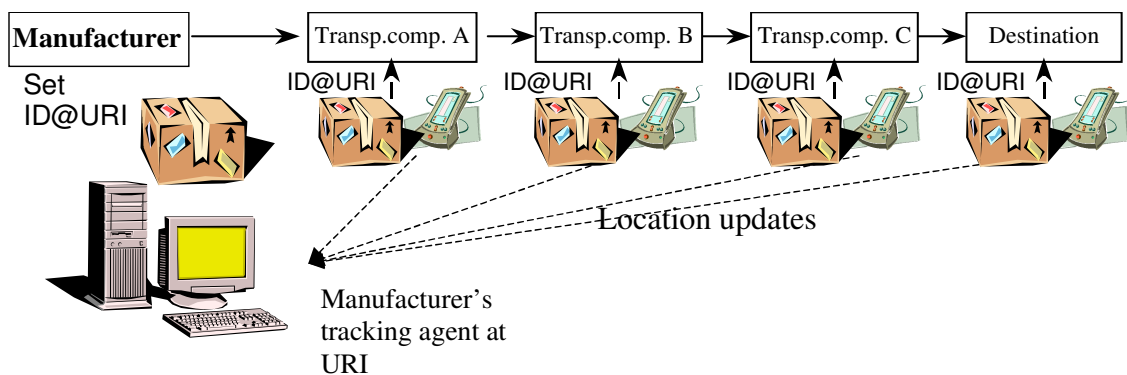 Manufacturer
Transp.comp. A
Transp.comp. B
Transp.comp. C
Destination
Set
ID@URI
ID@URI
ID@URI
ID@URI
ID@URI
Location updates
Manufacturer's
tracking agent at
URI